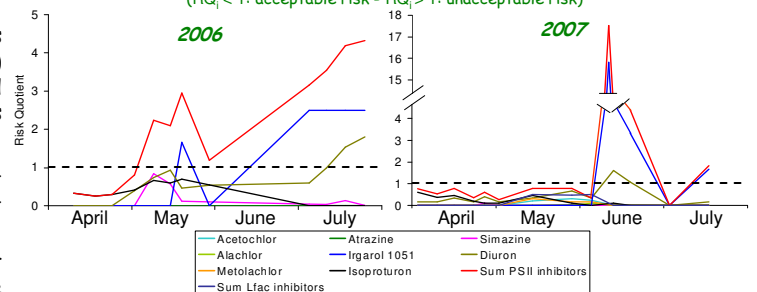 (HQi < 1: acceptable risk - HQi > 1: unacceptable risk)
2006
2007
Risk Quotient
5
4
3
2
1
0
18
17
16
15
4
3
2
1
0
April May June July
April May June July
Acetochlor Atrazine Simazine
Alachlor Irgarol 1051 Diuron
Metolachlor Isoproturon Sum PSII inhibitors
Sum Lfac inhibitors